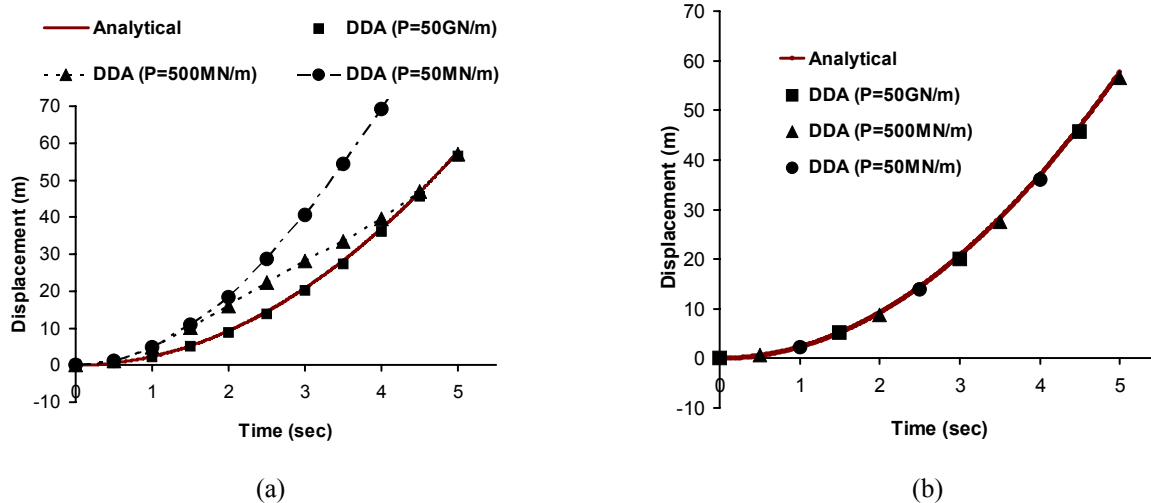 Analytical
DDA (P=50GN/m)
DDA (P=500MN/m)
DDA (P=50MN/m)
70
60
50
40
30
20
10
0
-10
Displacement (m)
0 1 2 3 4 5
Time (sec)
(a)
70
60
50
40
30
20
10
0
-10
Displacement (m)
Analytical
DDA (P=50GN/m)
DDA (P=500MN/m)
DDA (P=50MN/m)
0 1 2 3 4 5
Time (sec)
(b)